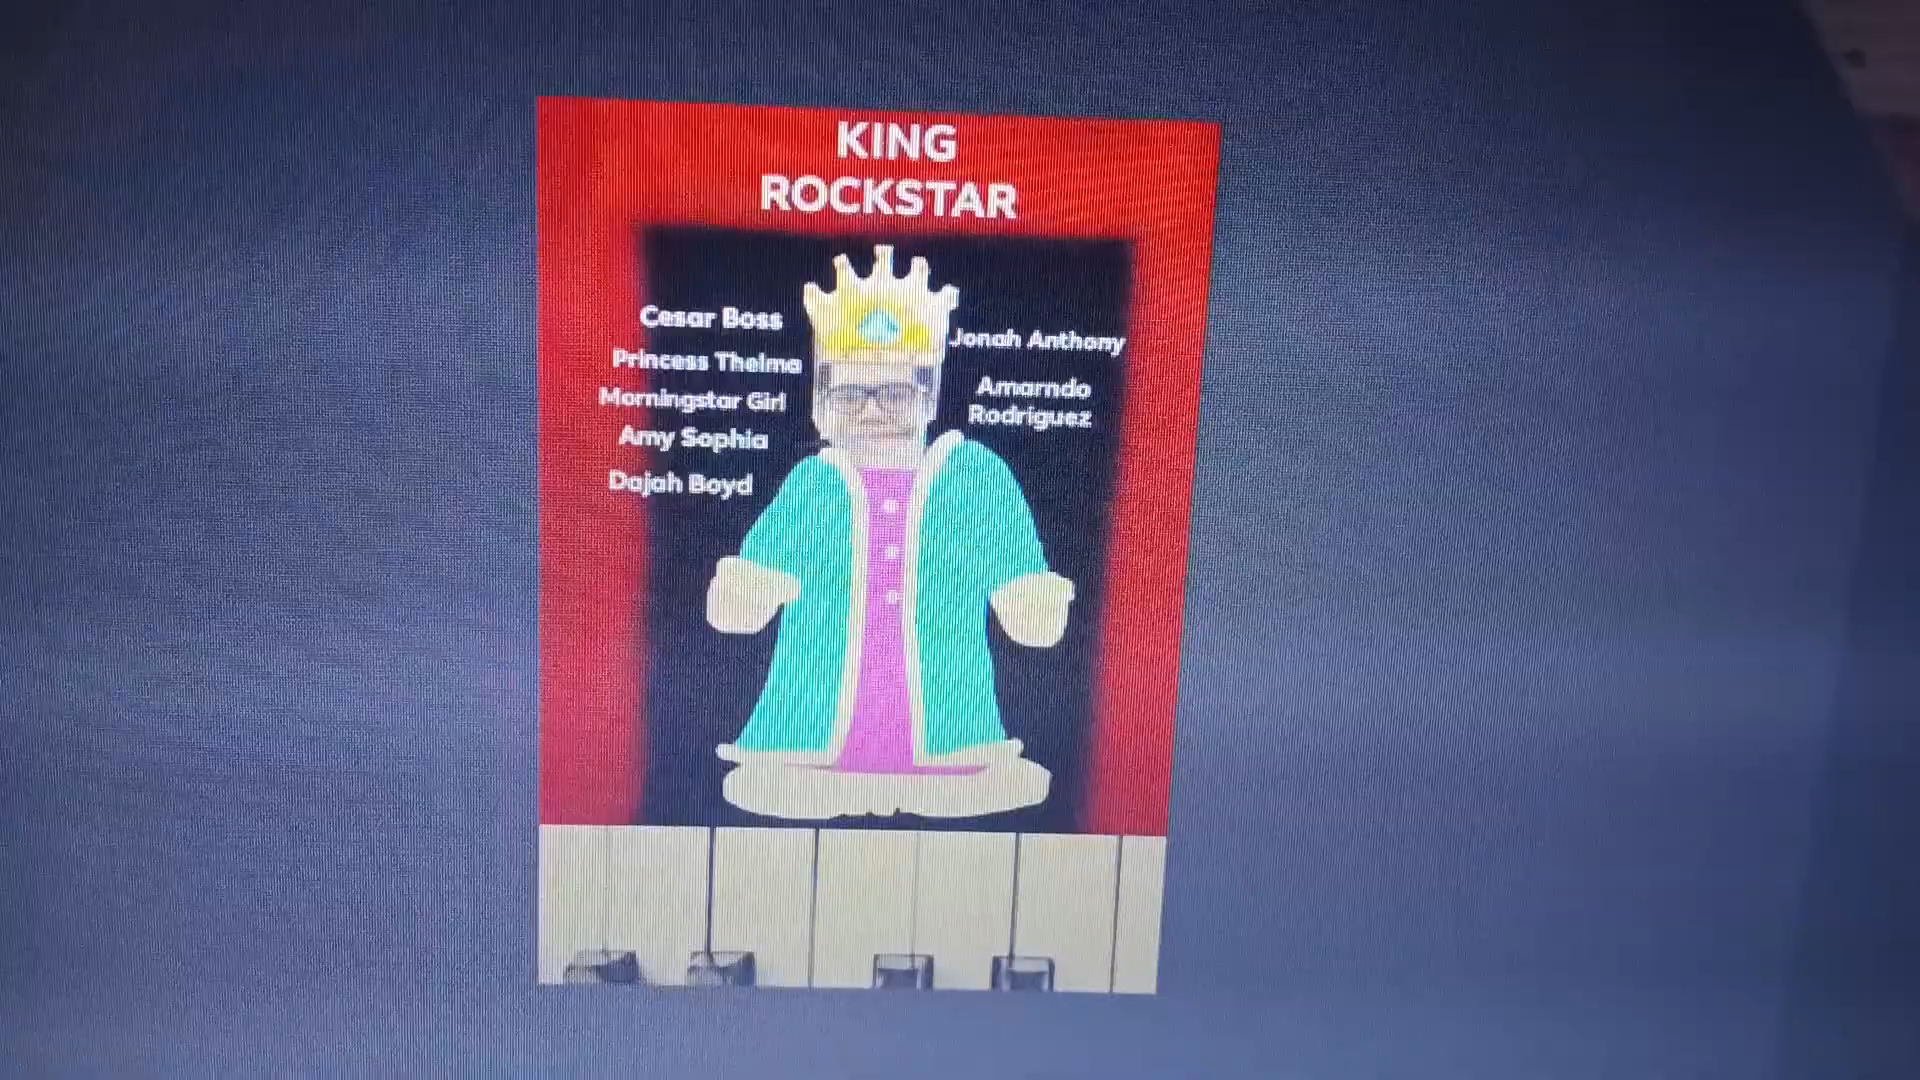 KING
ROCKSTAR
Cesar Boss
Princess Thelma
Morningstar Girl
Amy Sophia
Dajah Boyd
Jonah Anthony
Amarndo
Rodriguez